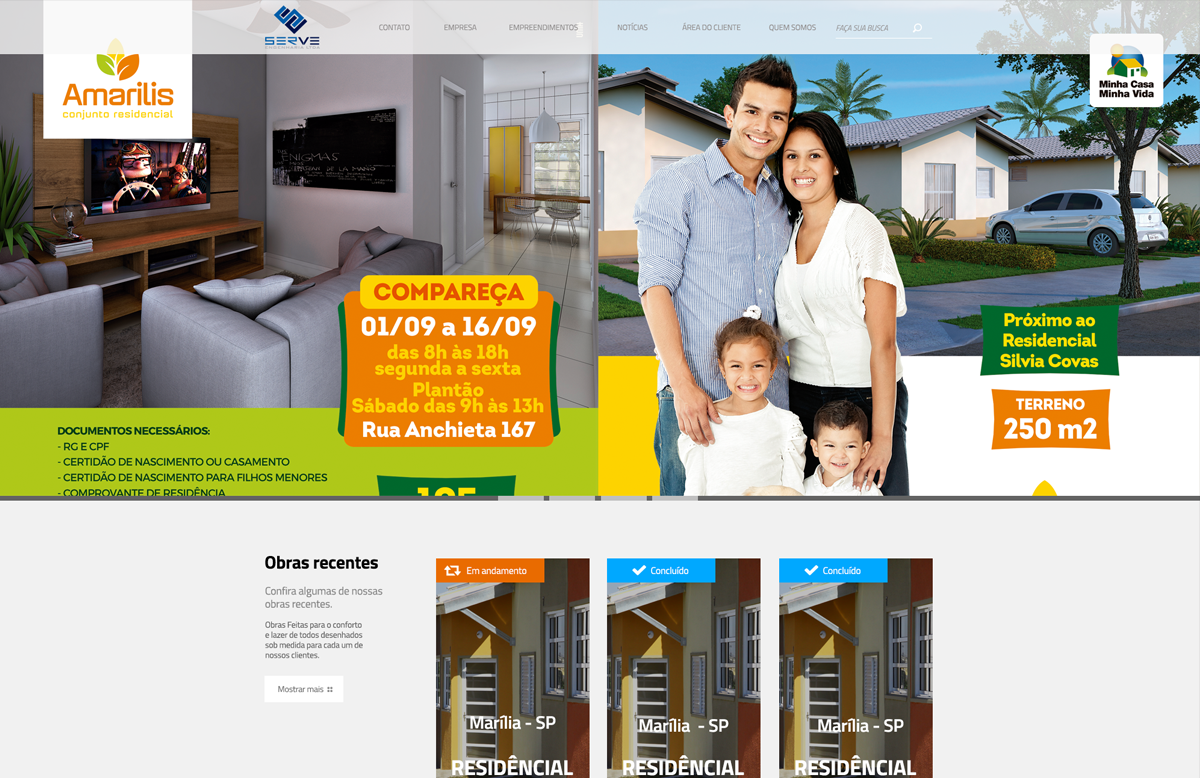 SERVE
ENGENHARIA LTDA
CONTATO
EMPRESA
EMPREENDIMENTOS
NOTÍCIAS
ÁREA DO CLIENTE
QUEM SOMOS
FAÇA SUA BUSCA
Amarilis
conjunto residencial
Minha Casa
Minha Vida
ENIGMAS
COMPAREÇA
01/09 a 16/09
das 8h às 18h
segunda a sexta
Plantão
Sábado das 9h às 13h
Rua Anchieta 167
Próximo ao
Residencial
Silvia Covas
TERRENO
250 m2
DOCUMENTOS NECESSÁRIOS:
- RG E CPF
- CERTIDÃO DE NASCIMENTO OU CASAMENTO
- CERTIDÃO DE NASCIMENTO PARA FILHOS MENORES
- COMPROVANTE DE RESIDÊNCIA
Obras recentes
Confira algumas de nossas
obras recentes.
Obras Feitas para o conforto
e lazer de todos desenhados
sob medida para cada um de
nossos clientes.
Mostrar mais
Em andamento
Marília - SP
RESIDÊNCIAL
Concluído
Marília - SP
RESIDÊNCIAL
Concluído
Marília - SP
RESIDÊNCIAL